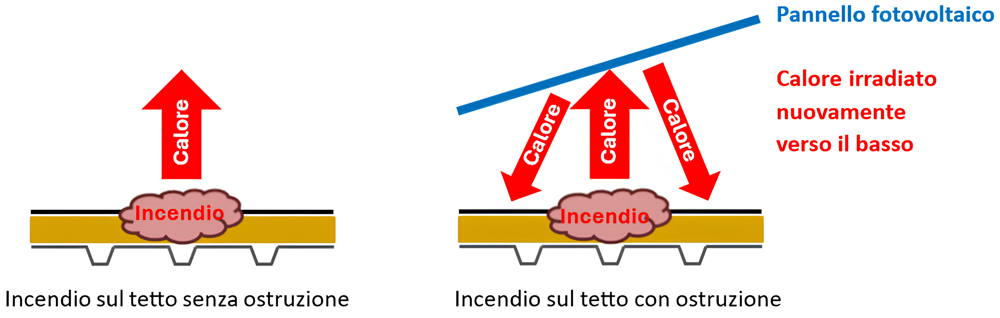 Pannello fotovoltaico
Calore irradiato
nuovamente
verso il basso
Calore
Calore
Calore
Calore
Incendio
Incendio
Incendio sul tetto senza ostruzione
Incendio sul tetto con ostruzione